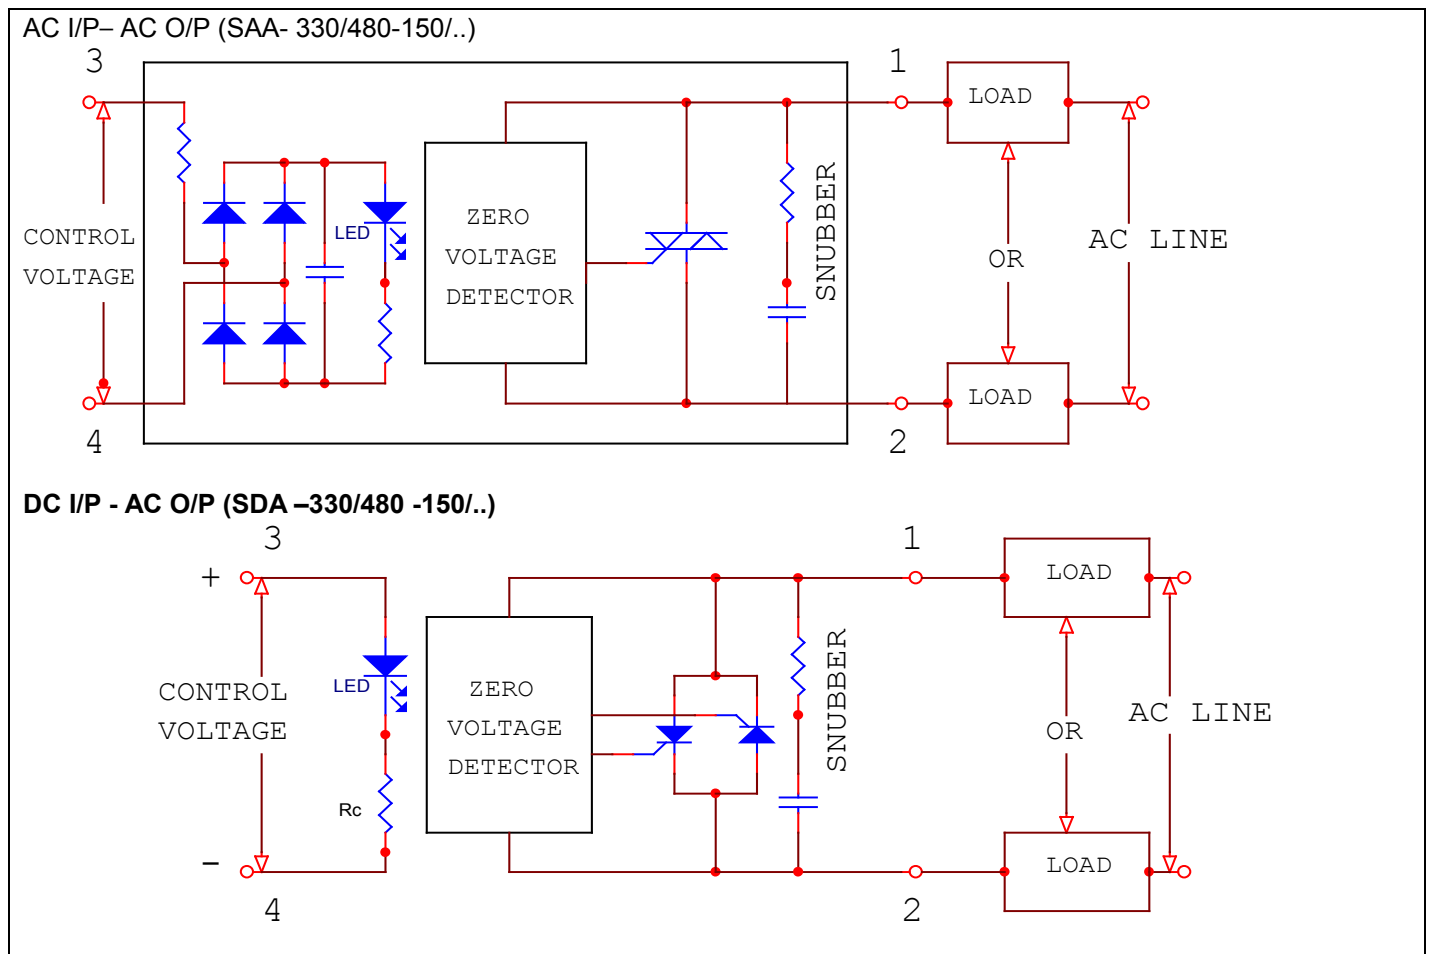 AC I/P– AC O/P (SAA- 330/480-150/..)
3
1
LOAD
CONTROL
VOLTAGE
LED
ZERO
VOLTAGE
DETECTOR
SNUBBER
OR
AC LINE
LOAD
4
2
DC I/P - AC O/P (SDA –330/480 -150/..)
3
1
+
LOAD
CONTROL
VOLTAGE
LED
Rc
ZERO
VOLTAGE
DETECTOR
SNUBBER
OR
AC LINE
–
LOAD
4
2